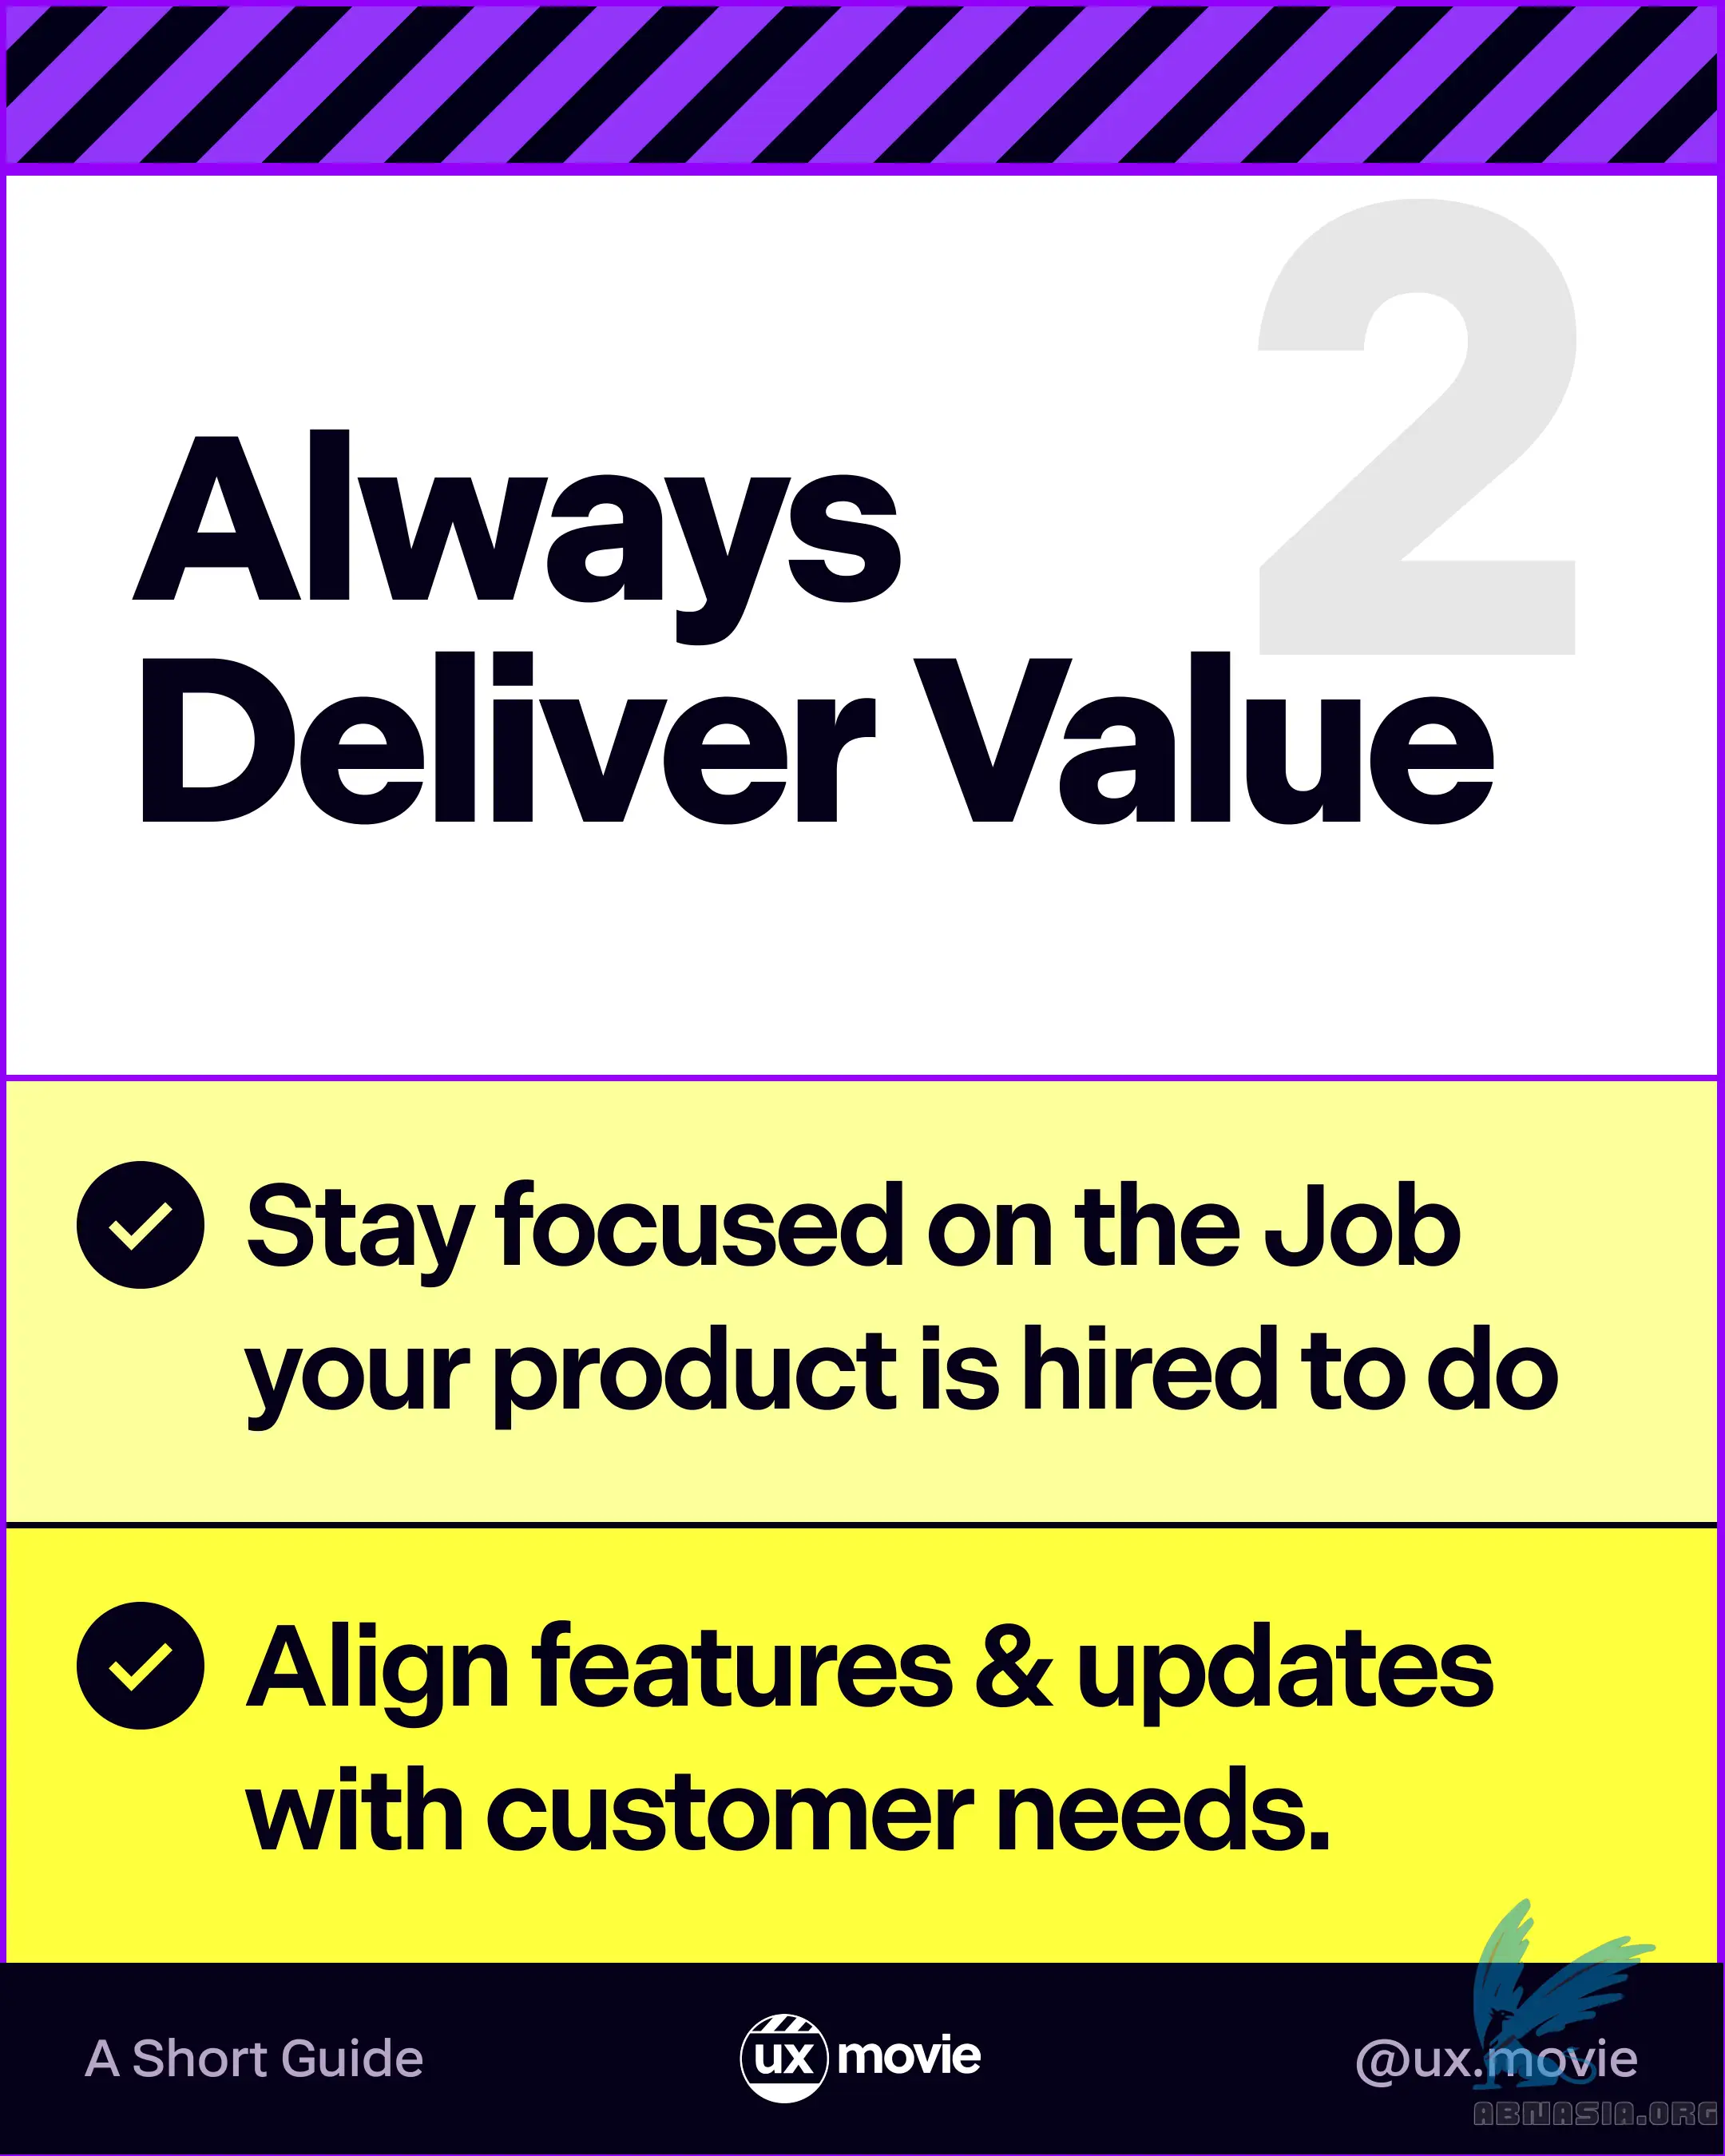 2
Always
Deliver Value
Stay focused on the Job
your product is hired to do
Align features & updates
with customer needs.
A Short Guide
ux movie
@ux.movie
ABNASIA.ORG